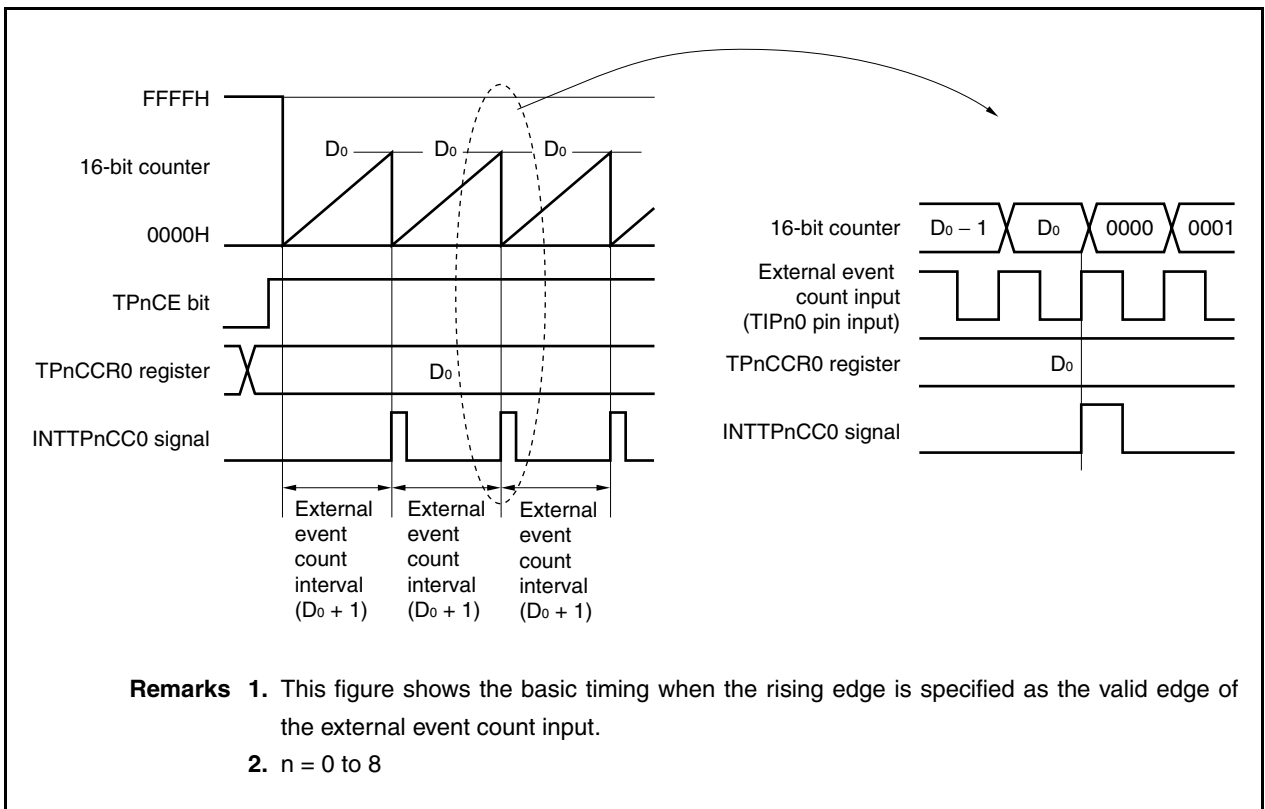 FFFFH
16-bit counter
0000H
D0
D0
D0
TPnCE bit
TPnCCR0 register
D0
INTTPnCC0 signal
External
event
count
interval
(D0 + 1)
External
event
count
interval
(D0 + 1)
External
event
count
interval
(D0 + 1)
16-bit counter
D0 − 1
D0
0000
0001
External event
count input
(TIPn0 pin input)
TPnCCR0 register
D0
INTTPnCC0 signal
Remarks 1. This figure shows the basic timing when the rising edge is specified as the valid edge of
the external event count input.
2. n = 0 to 8